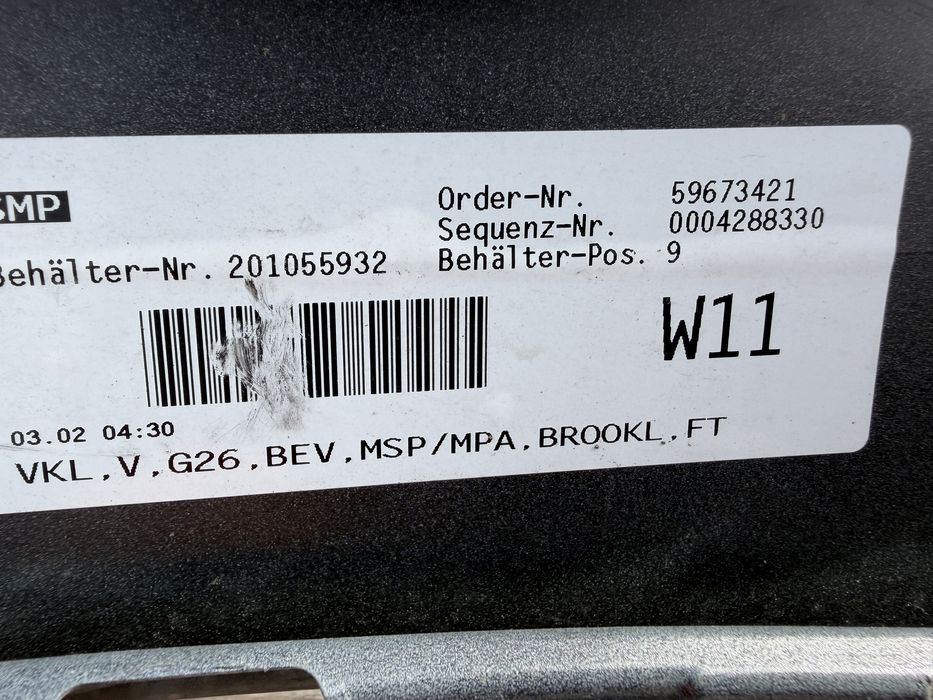 SMP
Order-Nr. 59673421
Sequenz-Nr. 0004288330
Behälter-Nr. 201055932 Behälter-Pos. 9
W11
03.02 04:30
VKL,V,G26,BEV,MSP/MPA,BROOKL,FT